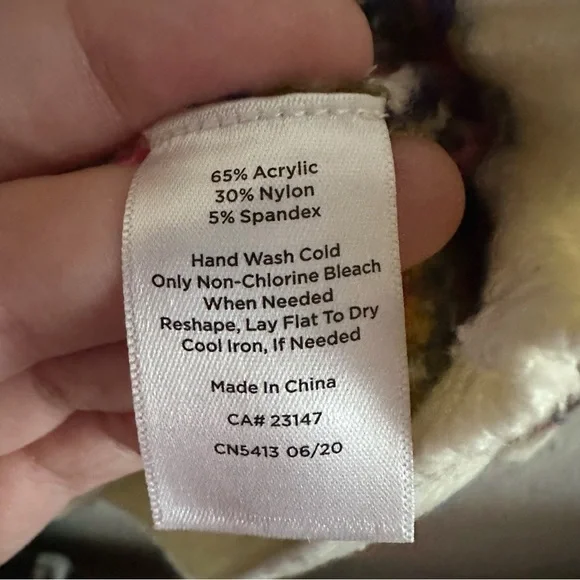 65% Acrylic
30% Nylon
5% Spandex
Hand Wash Cold
Only Non-Chlorine Bleach
When Needed
Reshape, Lay Flat To Dry
Cool Iron, If Needed
Made In China
CA# 23147
CN5413 06/20